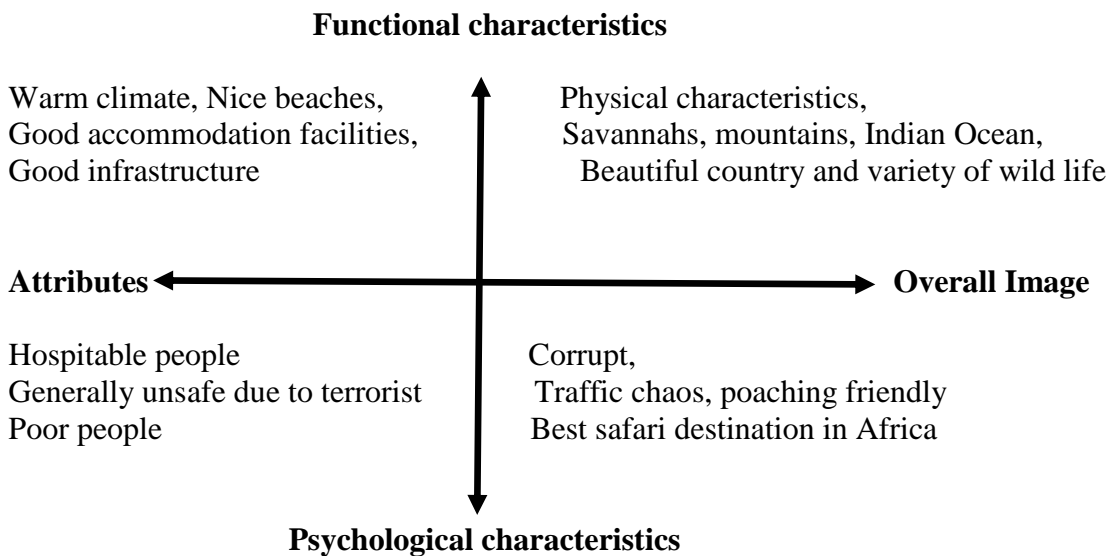 Functional characteristics
Warm climate, Nice beaches,
Good accommodation facilities,
Good infrastructure
Physical characteristics,
Savannahs, mountains, Indian Ocean,
Beautiful country and variety of wild life
Attributes
Overall Image
Hospitable people
Generally unsafe due to terrorist
Poor people
Corrupt,
Traffic chaos, poaching friendly
Best safari destination in Africa
Psychological characteristics